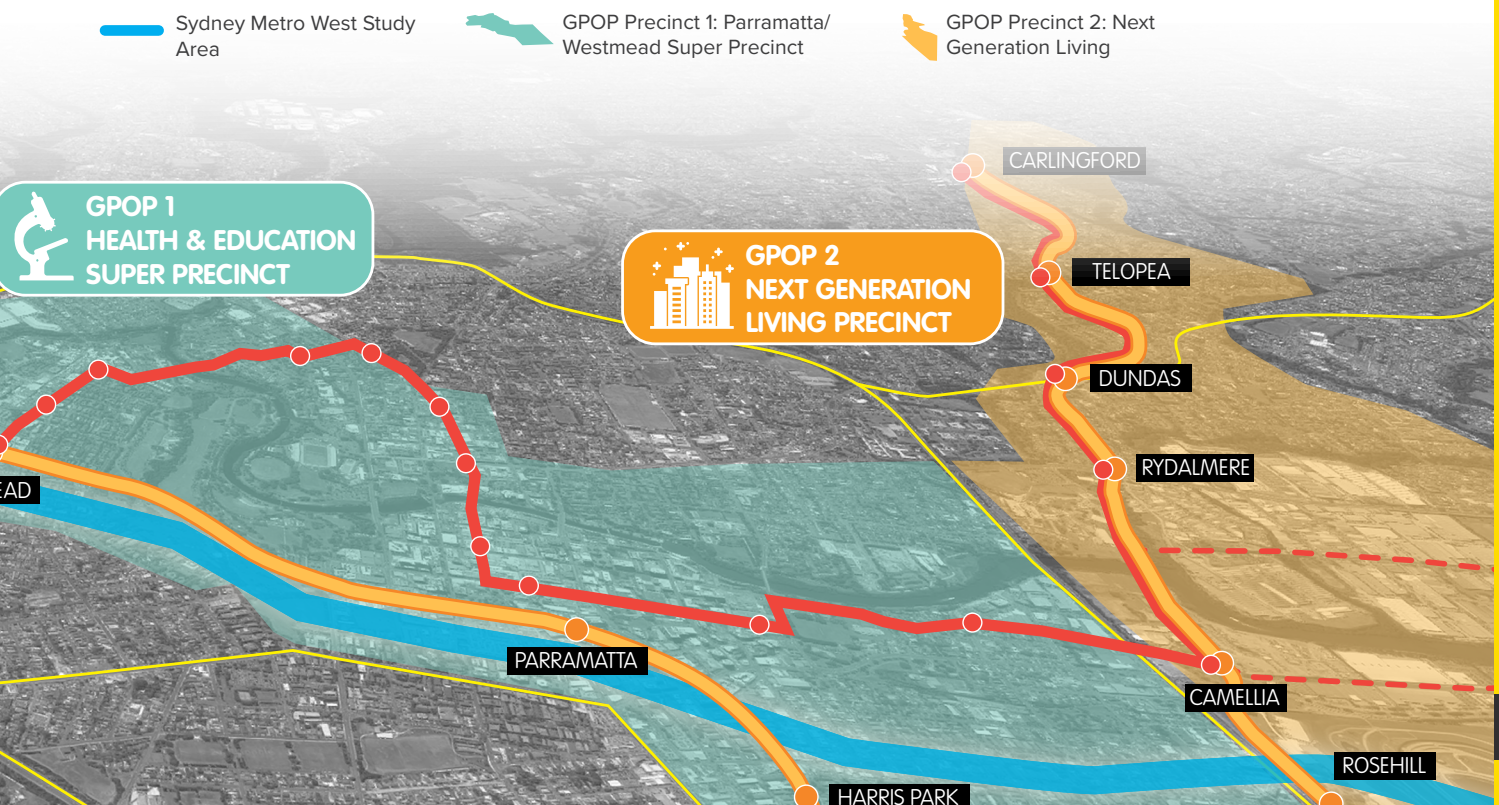 Sydney Metro West Study
Area
GPOP Precinct 1: Parramatta/
Westmead Super Precinct
GPOP Precinct 2: Next
Generation Living
CARLINGFORD
GPOP 1
HEALTH & EDUCATION
SUPER PRECINCT
GPOP 2
NEXT GENERATION
LIVING PRECINCT
TELOPEA
DUNDAS
RYDALMERE
EAD
PARRAMATTA
CAMELLIA
ROSEHILL
HARRIS PARK